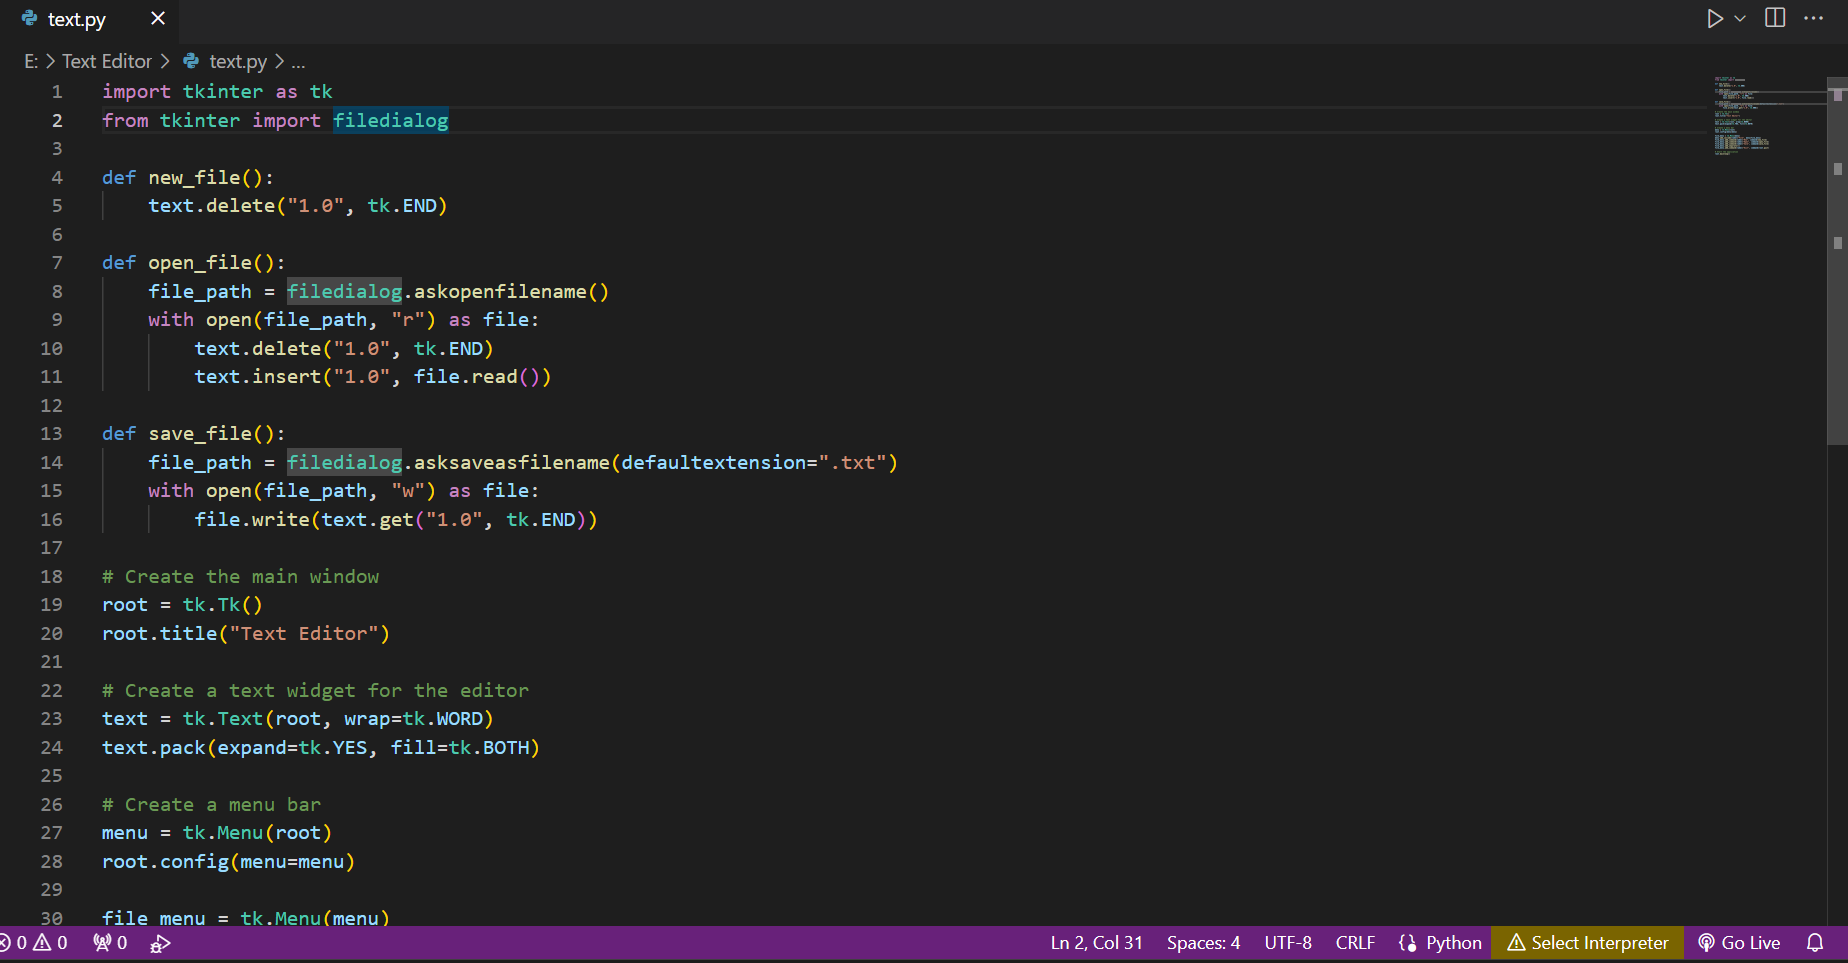 text.py
E: > Text Editor > text.py > ...
1 import tkinter as tk
2 from tkinter import filedialog
3
4 def new_file():
5     text.delete("1.0", tk.END)
6
7 def open_file():
8     file_path = filedialog.askopenfilename()
9     with open(file_path, "r") as file:
10         text.delete("1.0", tk.END)
11         text.insert("1.0", file.read())
12
13 def save_file():
14     file_path = filedialog.asksaveasfilename(defaultextension=".txt")
15     with open(file_path, "w") as file:
16         file.write(text.get("1.0", tk.END))
17
18 # Create the main window
19 root = tk.Tk()
20 root.title("Text Editor")
21
22 # Create a text widget for the editor
23 text = tk.Text(root, wrap=tk.WORD)
24 text.pack(expand=tk.YES, fill=tk.BOTH)
25
26 # Create a menu bar
27 menu = tk.Menu(root)
28 root.config(menu=menu)
29
30 file_menu = tk.Menu(menu)
0 0 0 Ln 2, Col 31 Spaces: 4 UTF-8 CRLF Python Select Interpreter Go Live